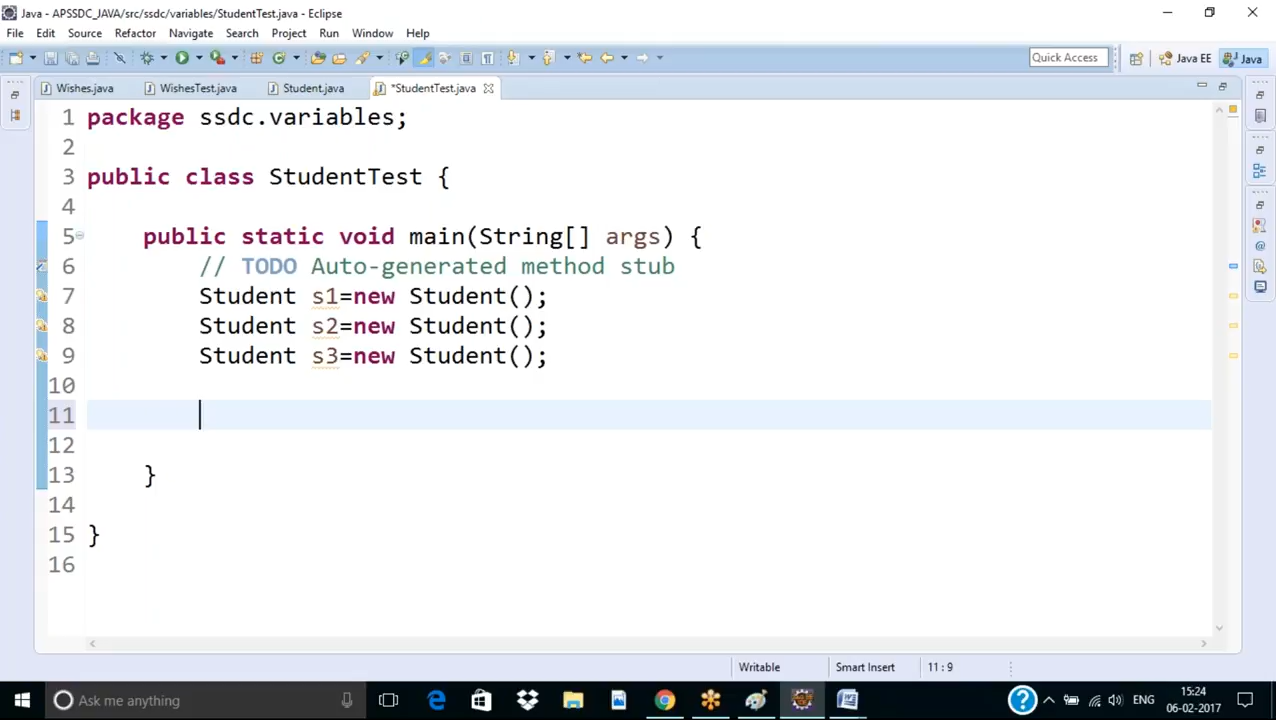 Java - APSSDC_JAVA/src/ssdc/variables/StudentTest.java - Eclipse
File Edit Source Refactor Navigate Search Project Run Window Help
Quick Access Java EE Java
Wishes.java WishesTest.java Student.java *StudentTest.java
1 package ssdc.variables;
2
3 public class StudentTest {
4
5 public static void main(String[] args) {
6 // TODO Auto-generated method stub
7 Student s1=new Student();
8 Student s2=new Student();
9 Student s3=new Student();
10
11
12
13 }
14
15 }
16
Writable Smart Insert 11 : 9
Ask me anything ENG 15:24
06-02-2017